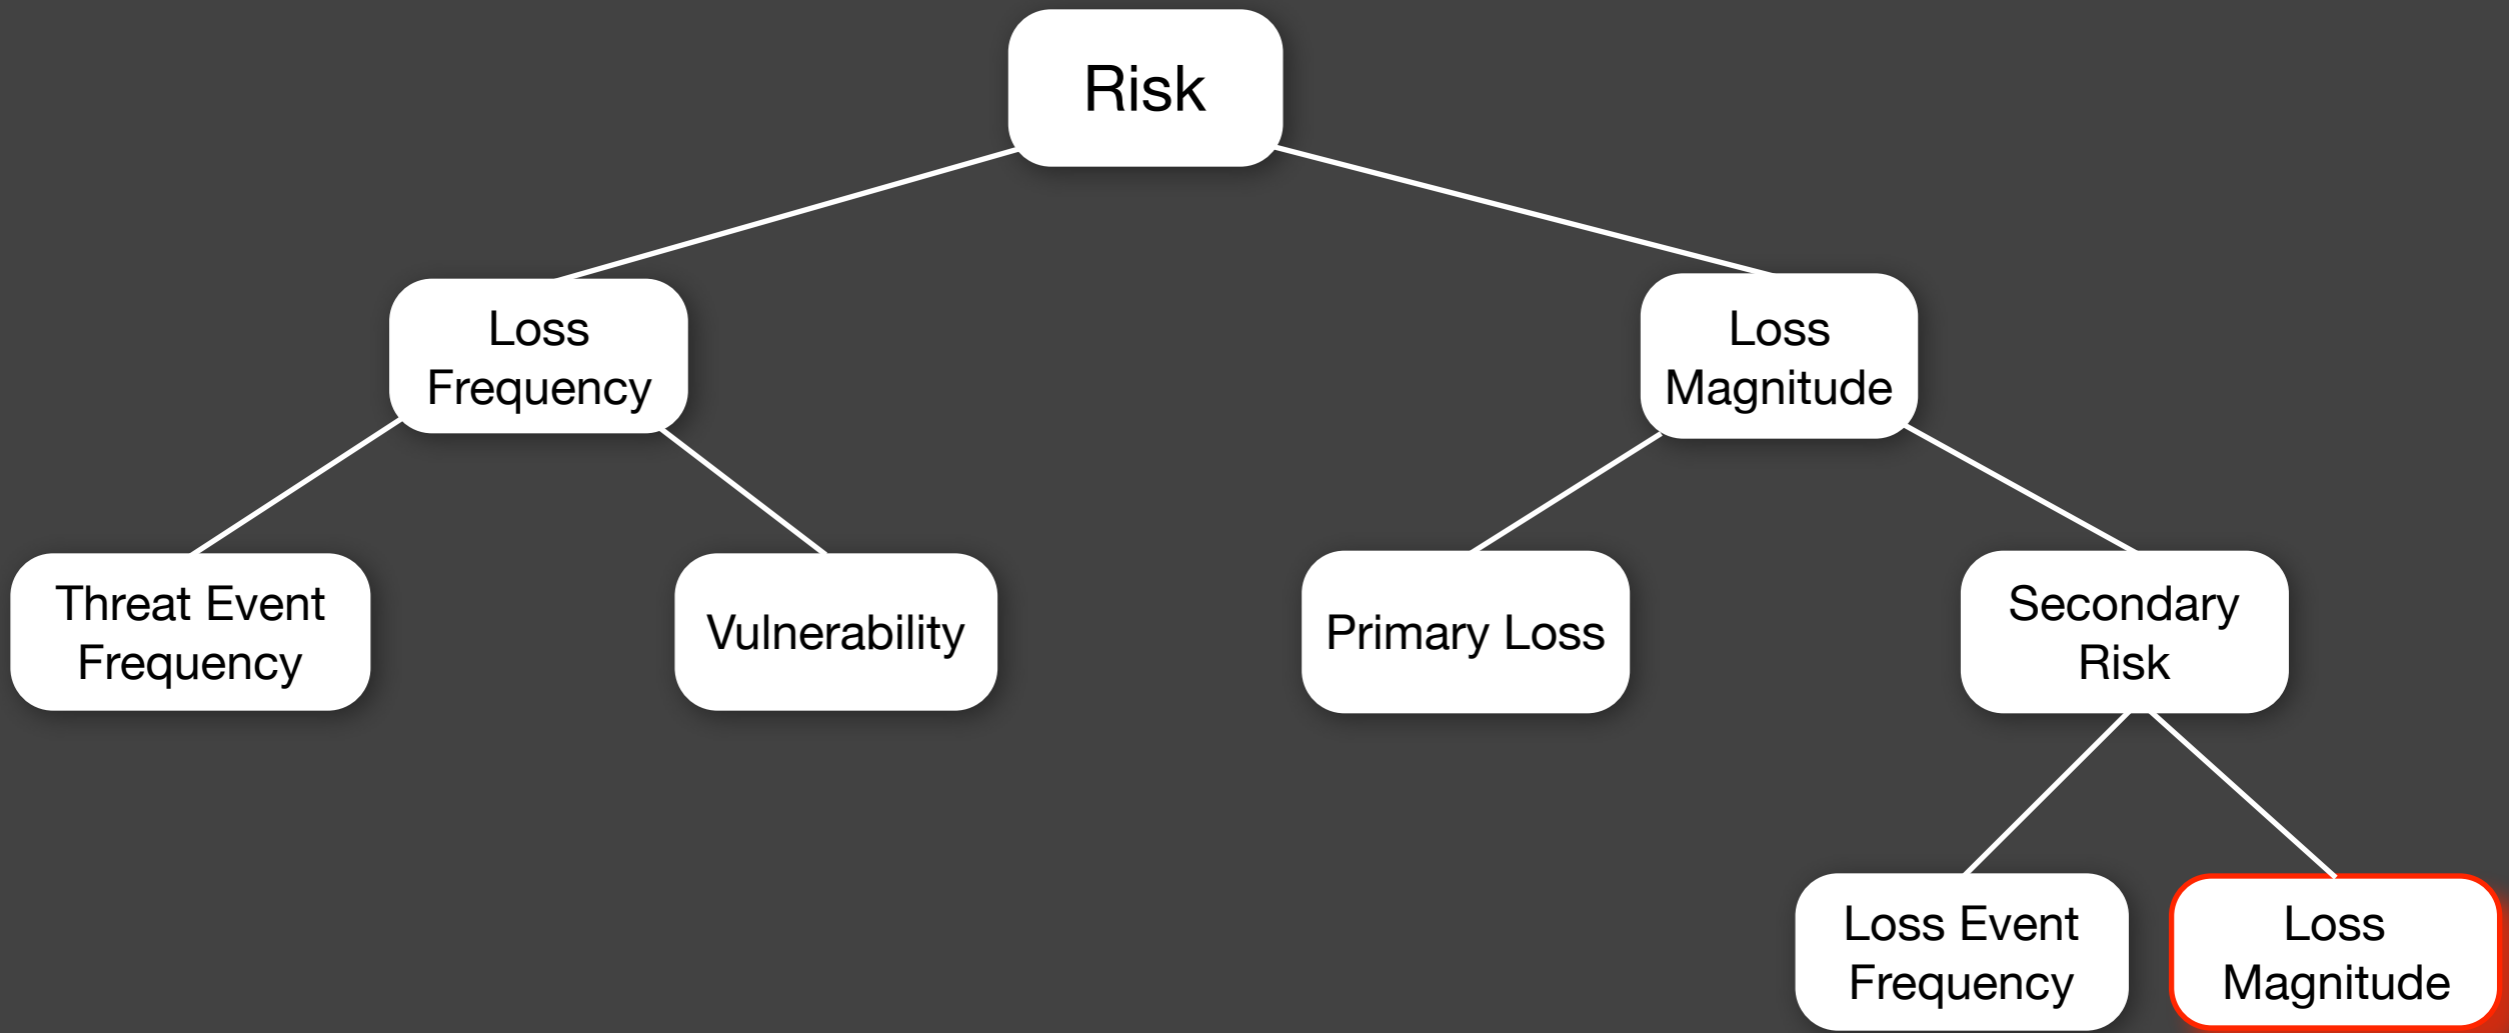 Risk
Loss
Frequency
Loss
Magnitude
Threat Event
Frequency
Vulnerability
Primary Loss
Secondary
Risk
Loss Event
Frequency
Loss
Magnitude